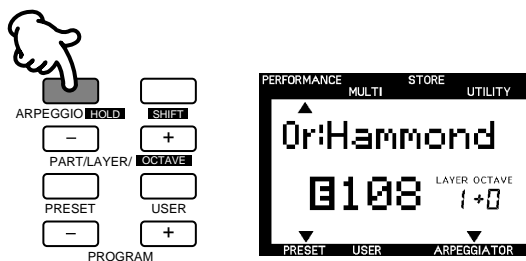 ARPEGGIO HOLD SHIFT
− +
PART/LAYER/ OCTAVE
PRESET USER
− +
PROGRAM
PERFORMANCE MULTI STORE UTILITY
Or:Hammond
E108 LAYER OCTAVE 1+0
PRESET USER ARPEGGIATOR